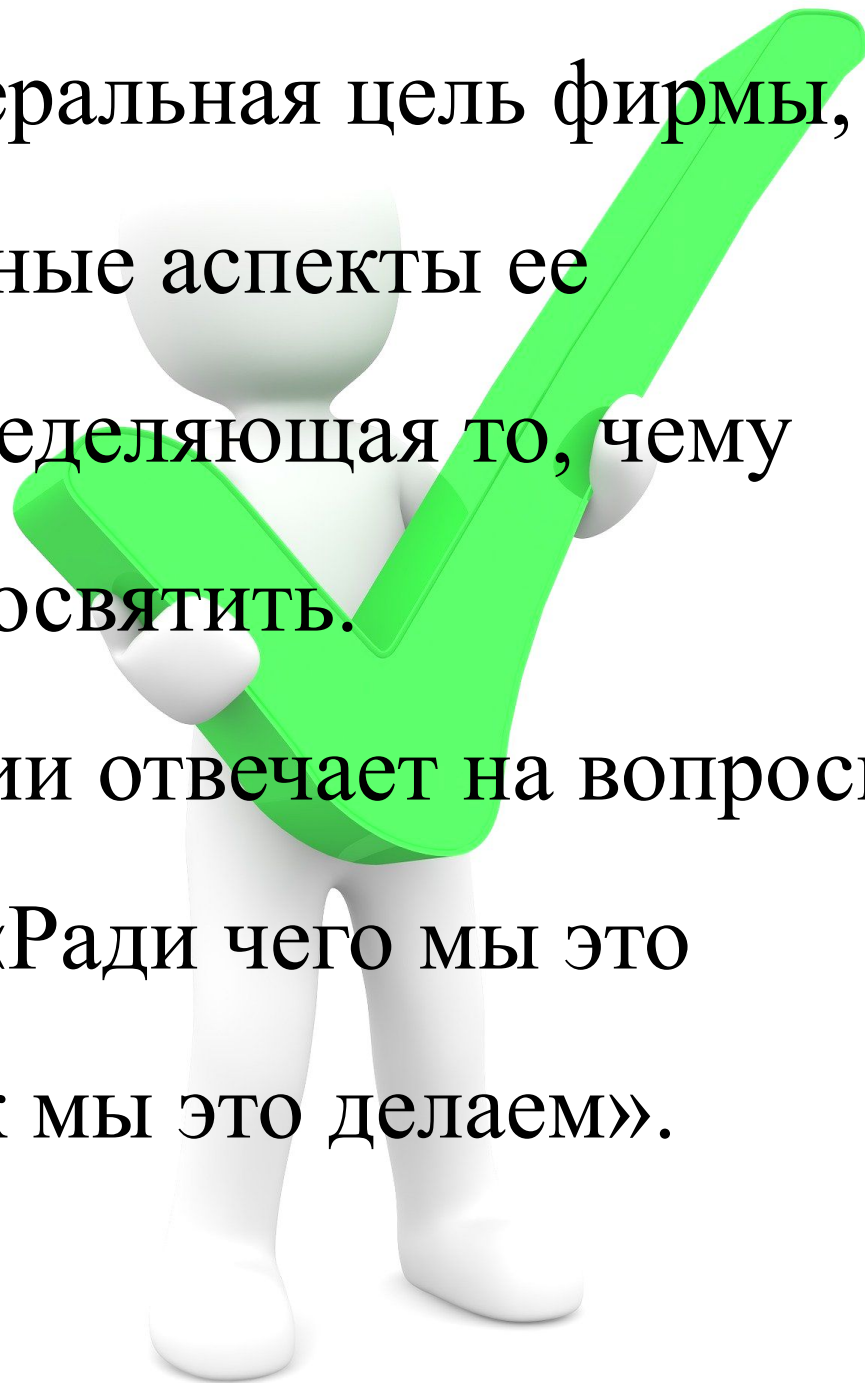 еральная цель фирмы,
ные аспекты ее
еделяющая то, чему
освятить.
ии отвечает на вопрос
«Ради чего мы это
к мы это делаем».